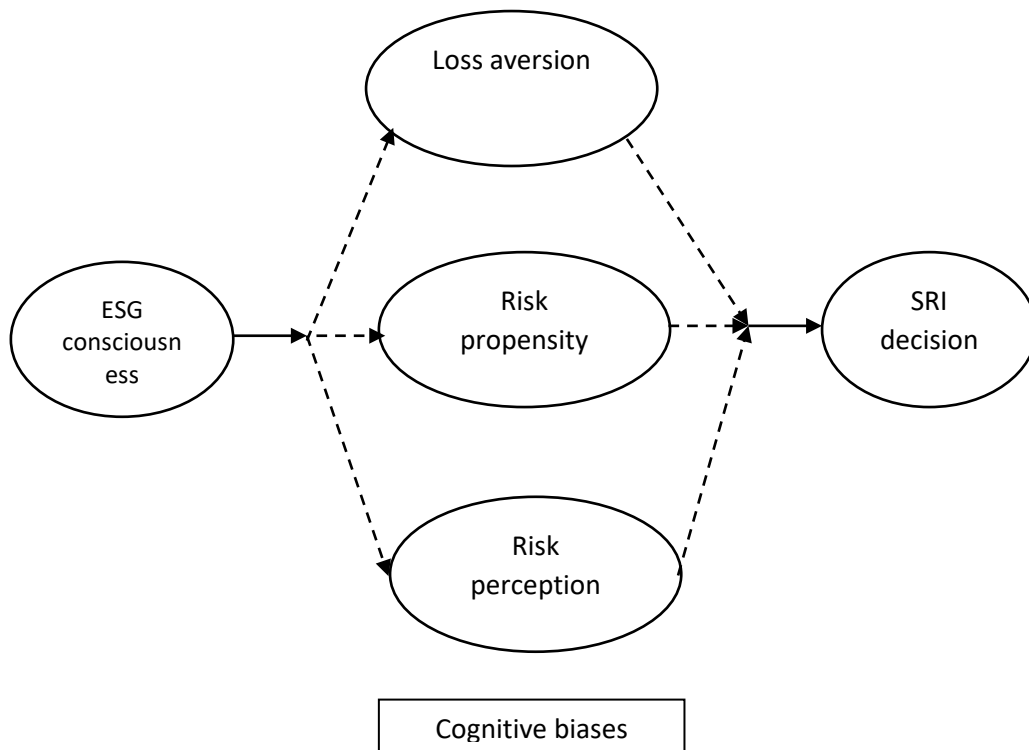 Loss aversion
ESG
consciousn
ess
Risk
propensity
SRI
decision
Risk
perception
Cognitive biases